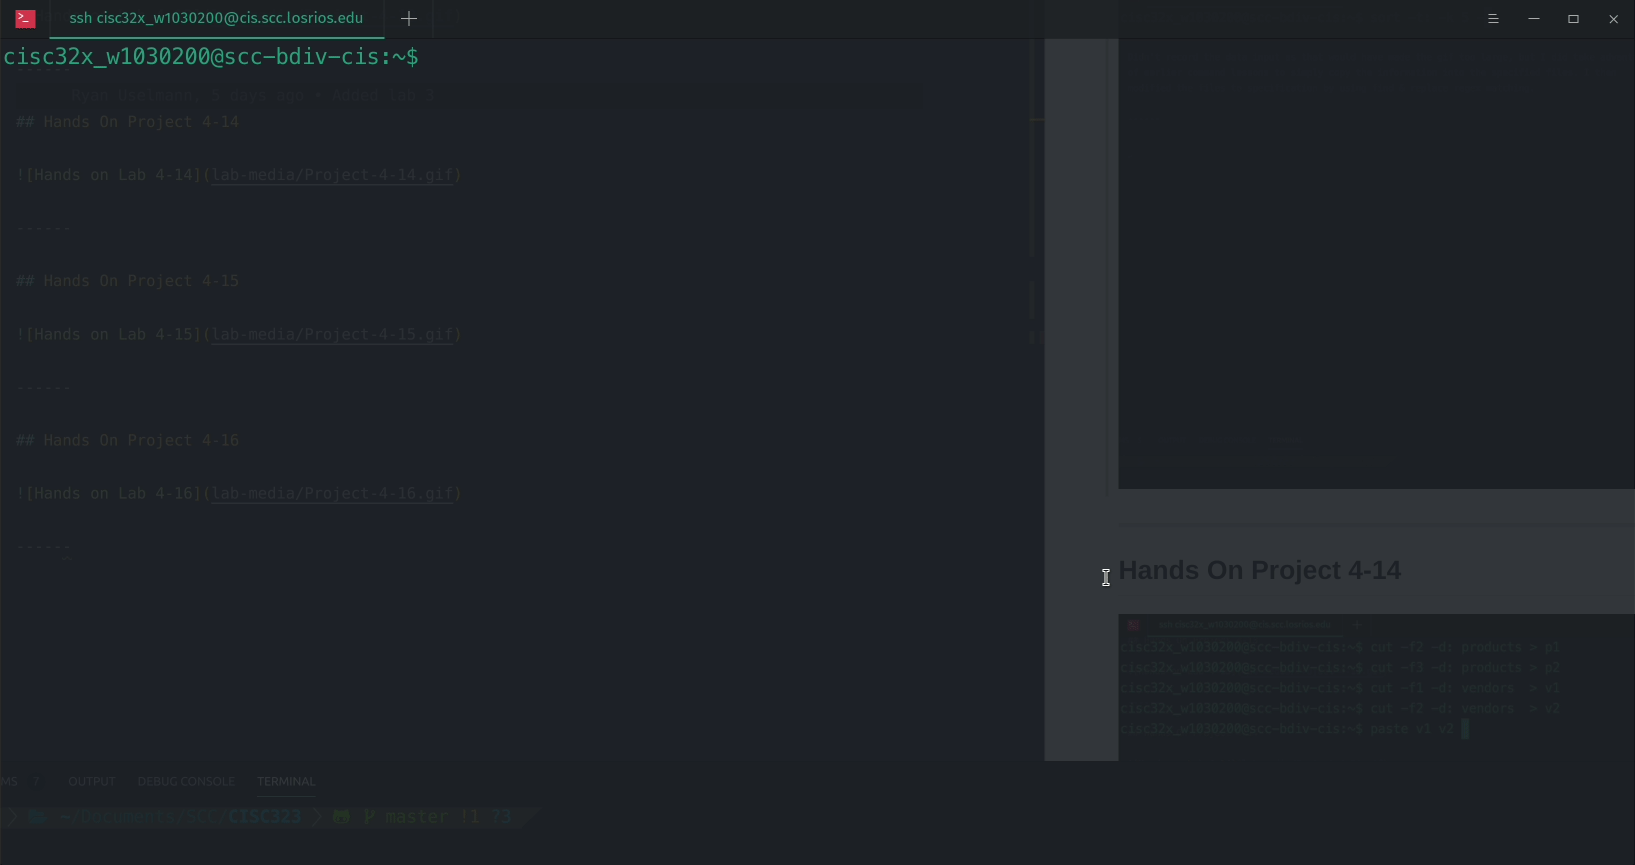 ssh cisc32x_w1030200@cis.scc.losrios.edu
cisc32x_w1030200@scc-bdiv-cis:~$
------
Ryan Uselmann, 3 days ago • Added lab 3
## Hands On Project 4-14
![Hands on Lab 4-14](lab-media/Project-4-14.gif)
------
## Hands On Project 4-15
![Hands on Lab 4-15](lab-media/Project-4-15.gif)
------
## Hands On Project 4-16
![Hands on Lab 4-16](lab-media/Project-4-16.gif)
------
Hands On Project 4-14
cisc32x_w1030200@scc-bdiv-cis:~$ cut -f2 -d: products > p1
cisc32x_w1030200@scc-bdiv-cis:~$ cut -f3 -d: products > p2
cisc32x_w1030200@scc-bdiv-cis:~$ cut -f1 -d: vendors  > v1
cisc32x_w1030200@scc-bdiv-cis:~$ cut -f2 -d: vendors  > v2
cisc32x_w1030200@scc-bdiv-cis:~$ paste v1 v2
MS 7 OUTPUT DEBUG CONSOLE TERMINAL
~/Documents/SCC/CISC323 master !1 ?3